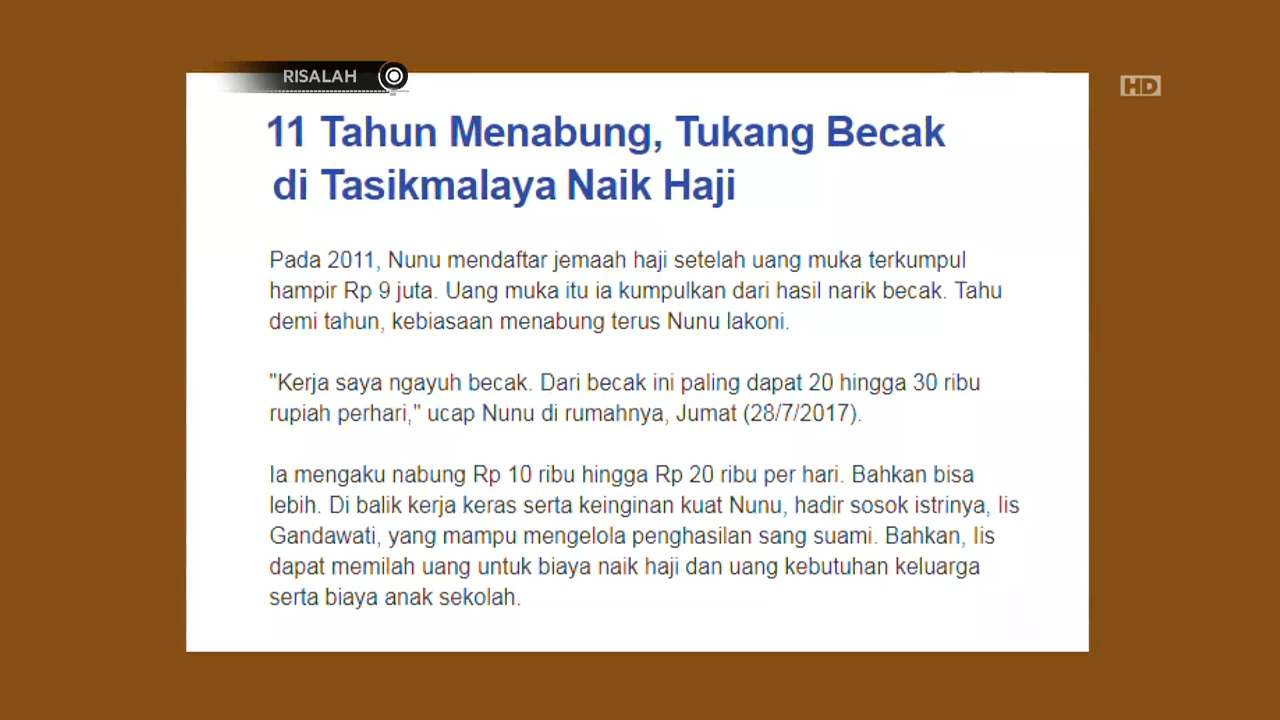 RISALAH
HD
11 Tahun Menabung, Tukang Becak
di Tasikmalaya Naik Haji
Pada 2011, Nunu mendaftar jemaah haji setelah uang muka terkumpul
hampir Rp 9 juta. Uang muka itu ia kumpulkan dari hasil narik becak. Tahu
demi tahun, kebiasaan menabung terus Nunu lakoni.
"Kerja saya ngayuh becak. Dari becak ini paling dapat 20 hingga 30 ribu
rupiah perhari," ucap Nunu di rumahnya, Jumat (28/7/2017).
Ia mengaku nabung Rp 10 ribu hingga Rp 20 ribu per hari. Bahkan bisa
lebih. Di balik kerja keras serta keinginan kuat Nunu, hadir sosok istrinya, Iis
Gandawati, yang mampu mengelola penghasilan sang suami. Bahkan, Iis
dapat memilah uang untuk biaya naik haji dan uang kebutuhan keluarga
serta biaya anak sekolah.